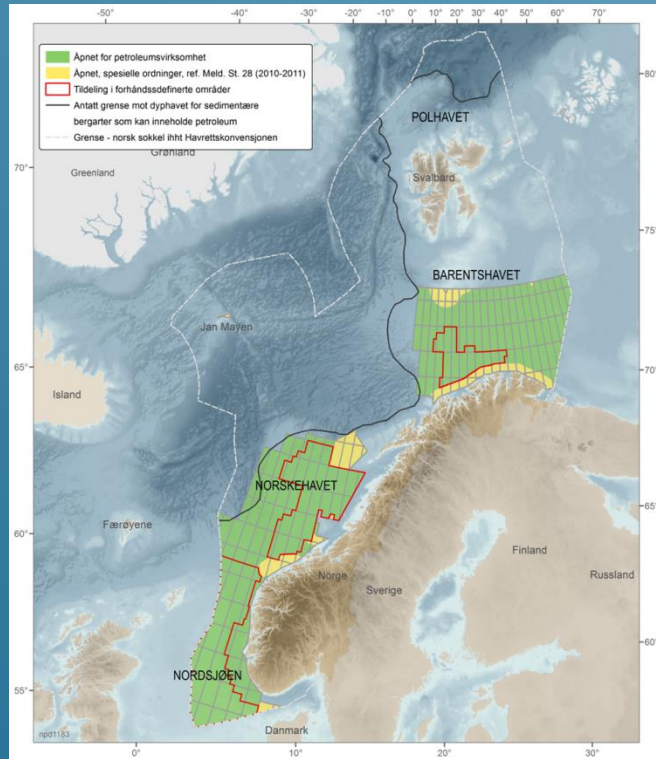 -50° -40° -30° -20° -10° 0° 10° 20° 30° 40° 50° 60° 70°
Åpnet for petroleumsvirksomhet
Åpnet, spesielle ordninger, ref. Meld. St. 28 (2010-2011)
Tildeling i forhåndsdefinerte områder
Antatt grense mot dyphavet for sedimentære
bergarter som kan inneholde petroleum
Grense - norsk sokkel ihht Havrettskonvensjonen
80°
POLHAVET
Grønland
70°
Greenland
Svalbard
75°
BARENTSHAVET
Jan Mayen
70°
65°
Island
NORSKEHAVET
65°
Færøyene
60°
Finland
Norge
Sverige
Russland
60°
NORDSJØEN
55°
Danmark
npd1183
0° 10° 20° 30°